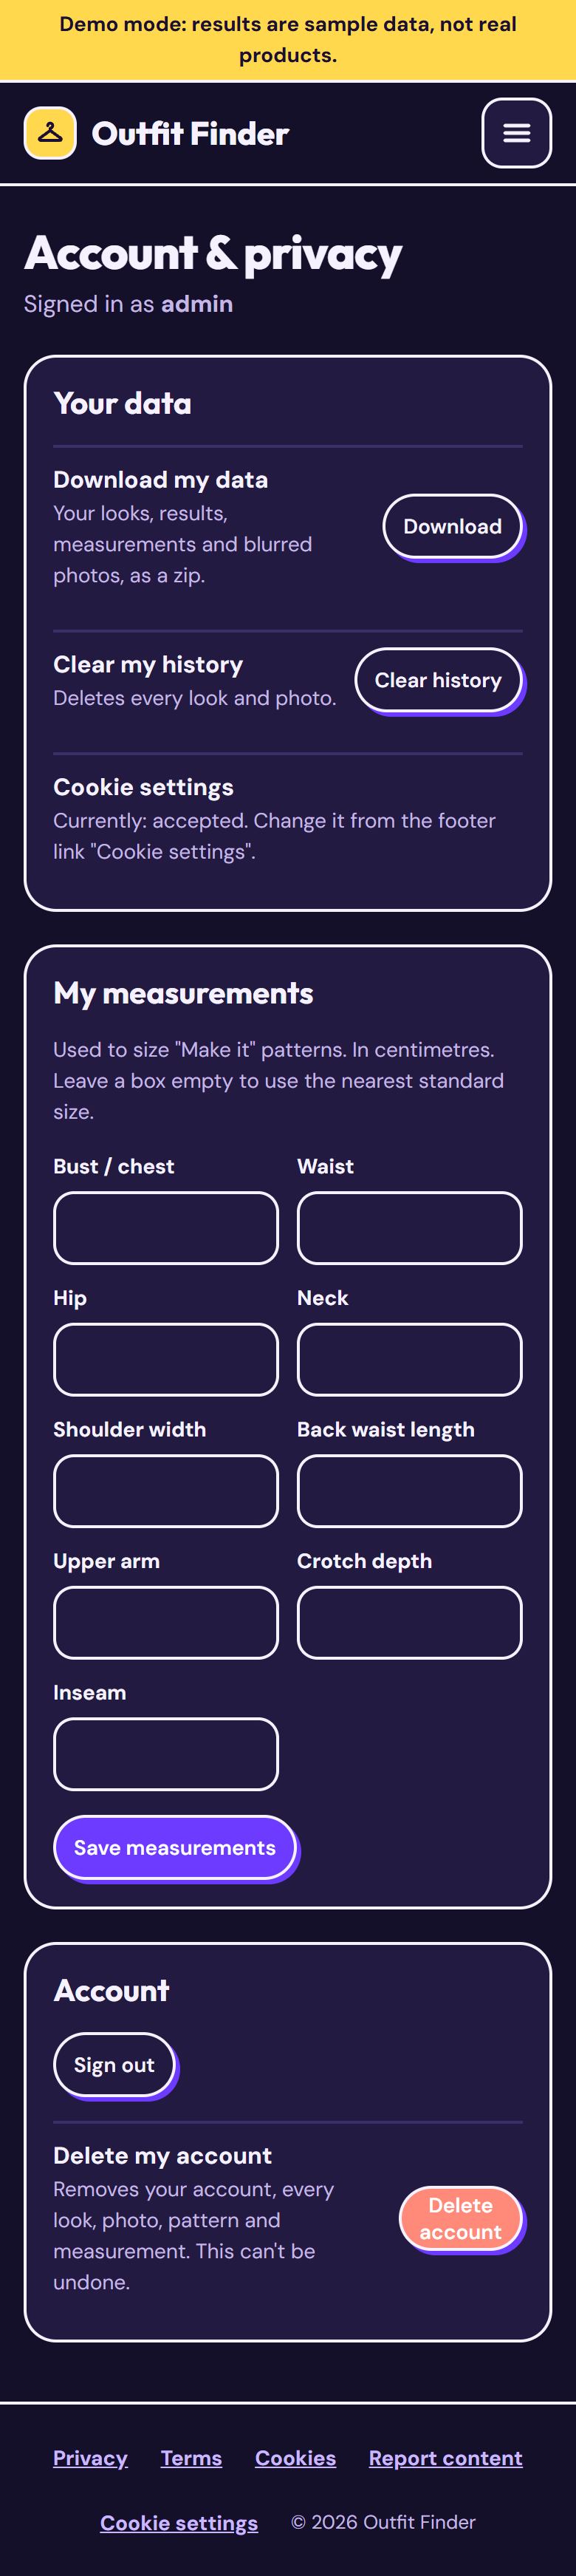 Demo mode: results are sample data, not real
products.
Outfit Finder
Account & privacy
Signed in as admin
Your data
Download my data
Your looks, results,
measurements and blurred
photos, as a zip.
Download
Clear my history
Deletes every look and photo.
Clear history
Cookie settings
Currently: accepted. Change it from the footer
link "Cookie settings".
My measurements
Used to size "Make it" patterns. In centimetres.
Leave a box empty to use the nearest standard
size.
Bust / chest
Waist
Hip
Neck
Shoulder width
Back waist length
Upper arm
Crotch depth
Inseam
Save measurements
Account
Sign out
Delete my account
Removes your account, every
look, photo, pattern and
measurement. This can't be
undone.
Delete
account
Privacy Terms Cookies Report content
Cookie settings © 2026 Outfit Finder